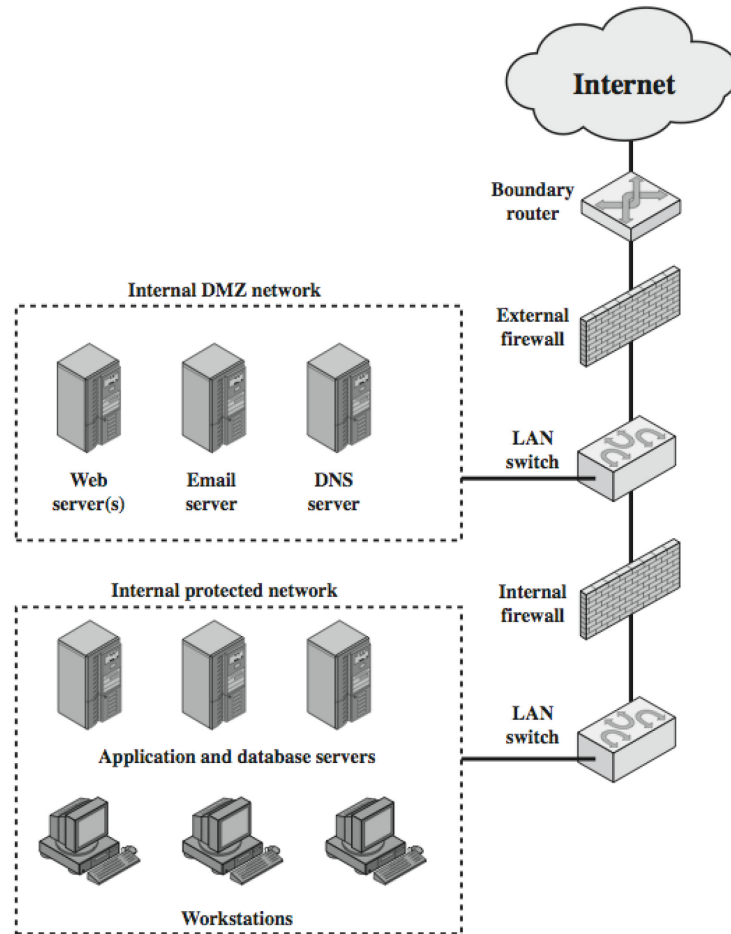 Internet
Boundary
router
Internal DMZ network
External
firewall
LAN
switch
Web
server(s)
Email
server
DNS
server
Internal protected network
Internal
firewall
LAN
switch
Application and database servers
Workstations